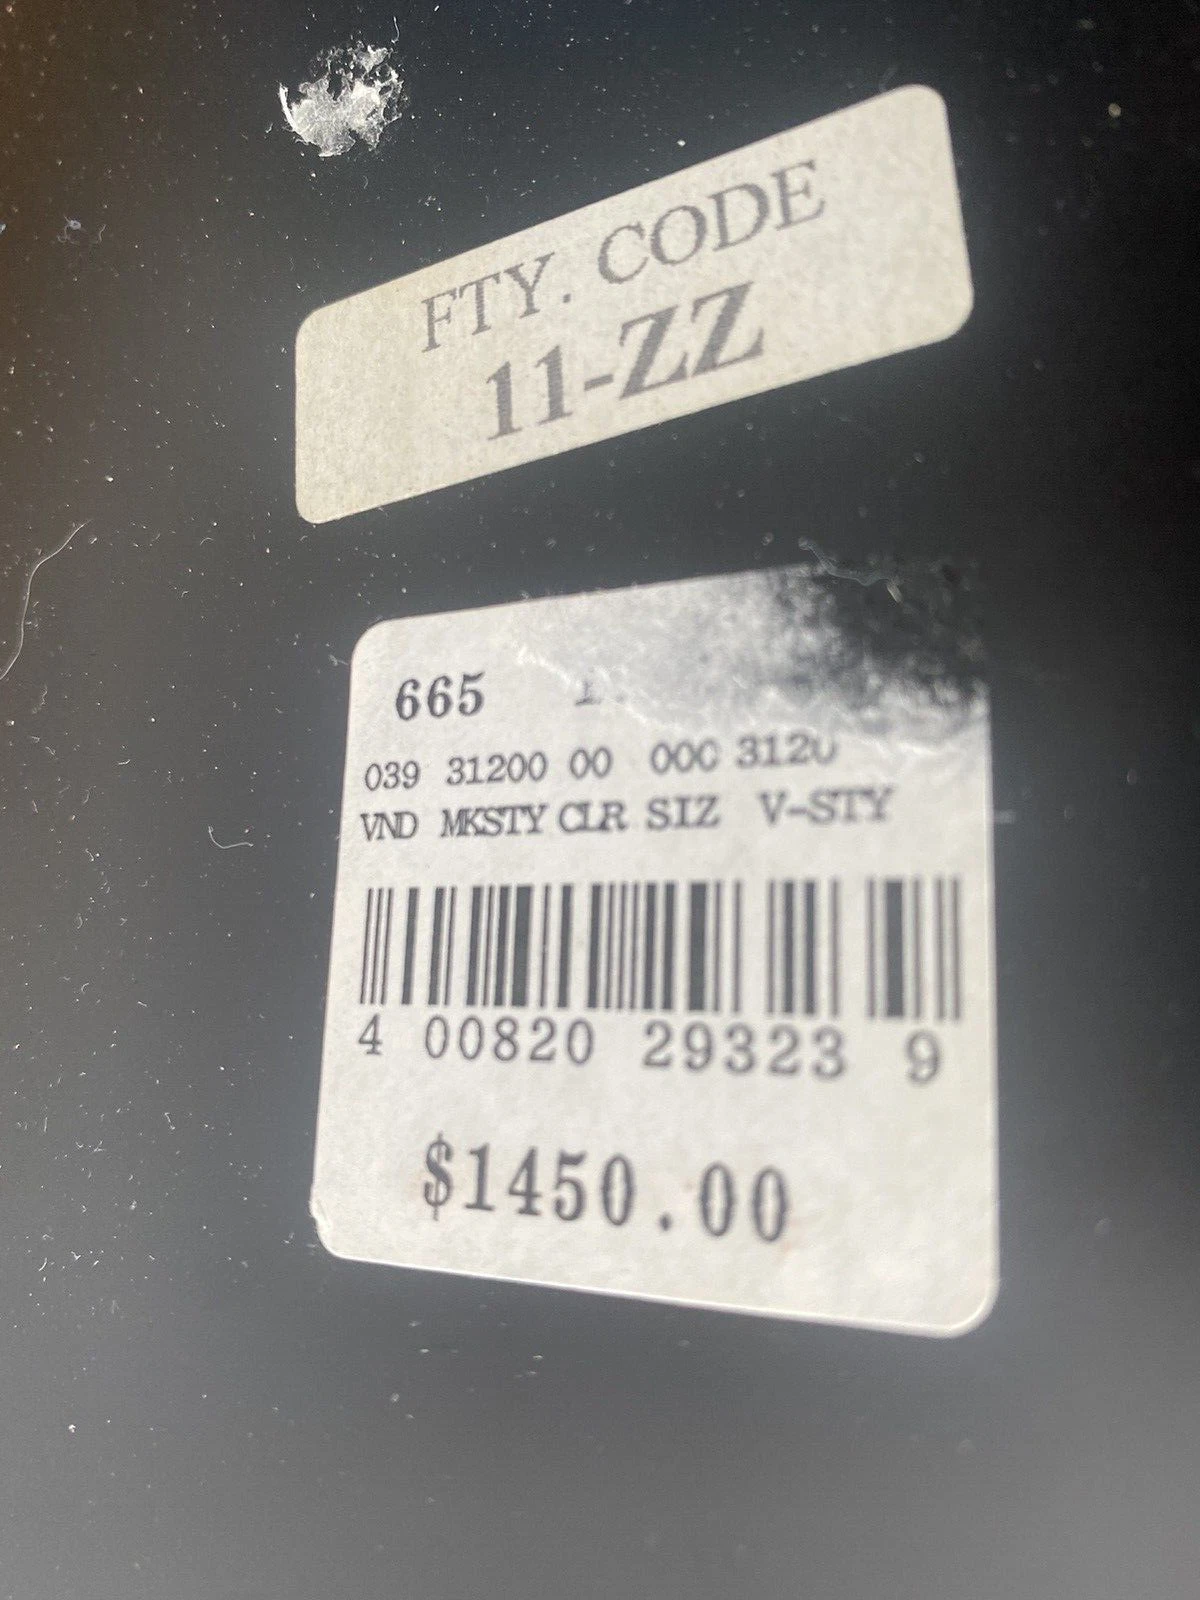 FTY. CODE
11-ZZ
665
039 31200 00 000 3120
VND MKSTY CLR SIZ V-STY
4 00820 29323 9
$1450.00